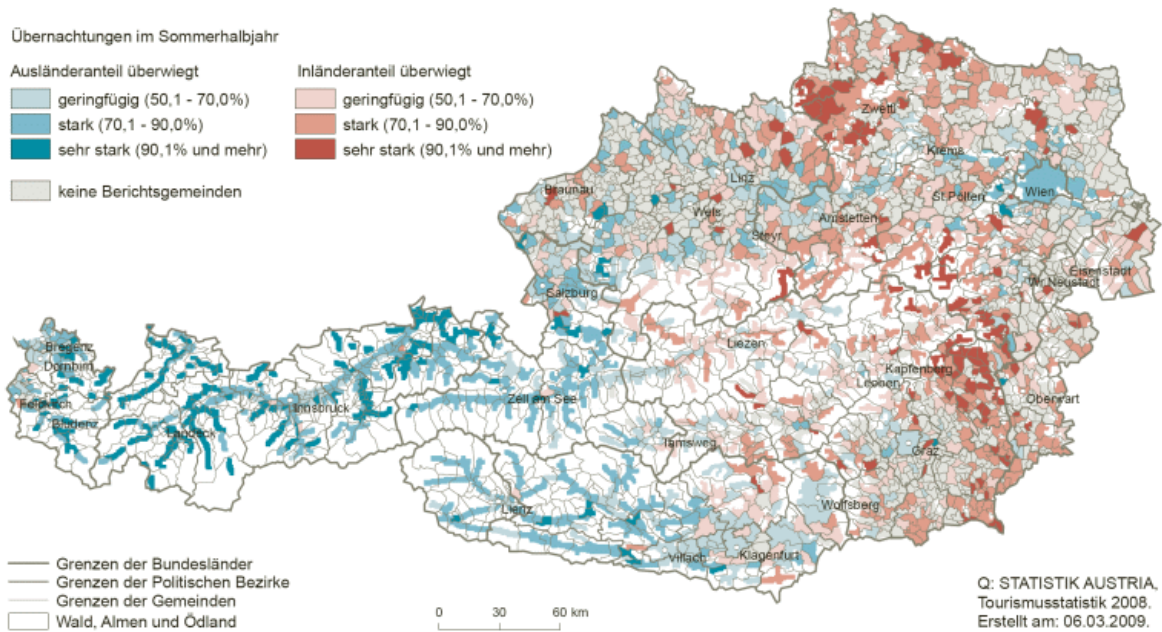 Übernachtungen im Sommerhalbjahr
Ausländeranteil überwiegt
geringfügig (50,1 - 70,0%)
stark (70,1 - 90,0%)
sehr stark (90,1% und mehr)
keine Berichtsgemeinden
Inländeranteil überwiegt
geringfügig (50,1 - 70,0%)
stark (70,1 - 90,0%)
sehr stark (90,1% und mehr)
Zwettl
Krems
Linz
Braunau
Wien
St.Pölten
Wels
Amstetten
Steyr
Eisenstadt
Wr.Neustadt
Salzburg
Liezen
Bregenz
Dornbirn
Kapfenberg
Leoben
Feldkirch
Zell am See
Oberwart
Innsbruck
Bludenz
Landeck
Tamsweg
Graz
Lienz
Wolfsberg
Villach
Klagenfurt
Grenzen der Bundesländer
Grenzen der Politischen Bezirke
Grenzen der Gemeinden
Wald, Almen und Ödland
0 30 60 km
Q: STATISTIK AUSTRIA,
Tourismusstatistik 2008.
Erstellt am: 06.03.2009.